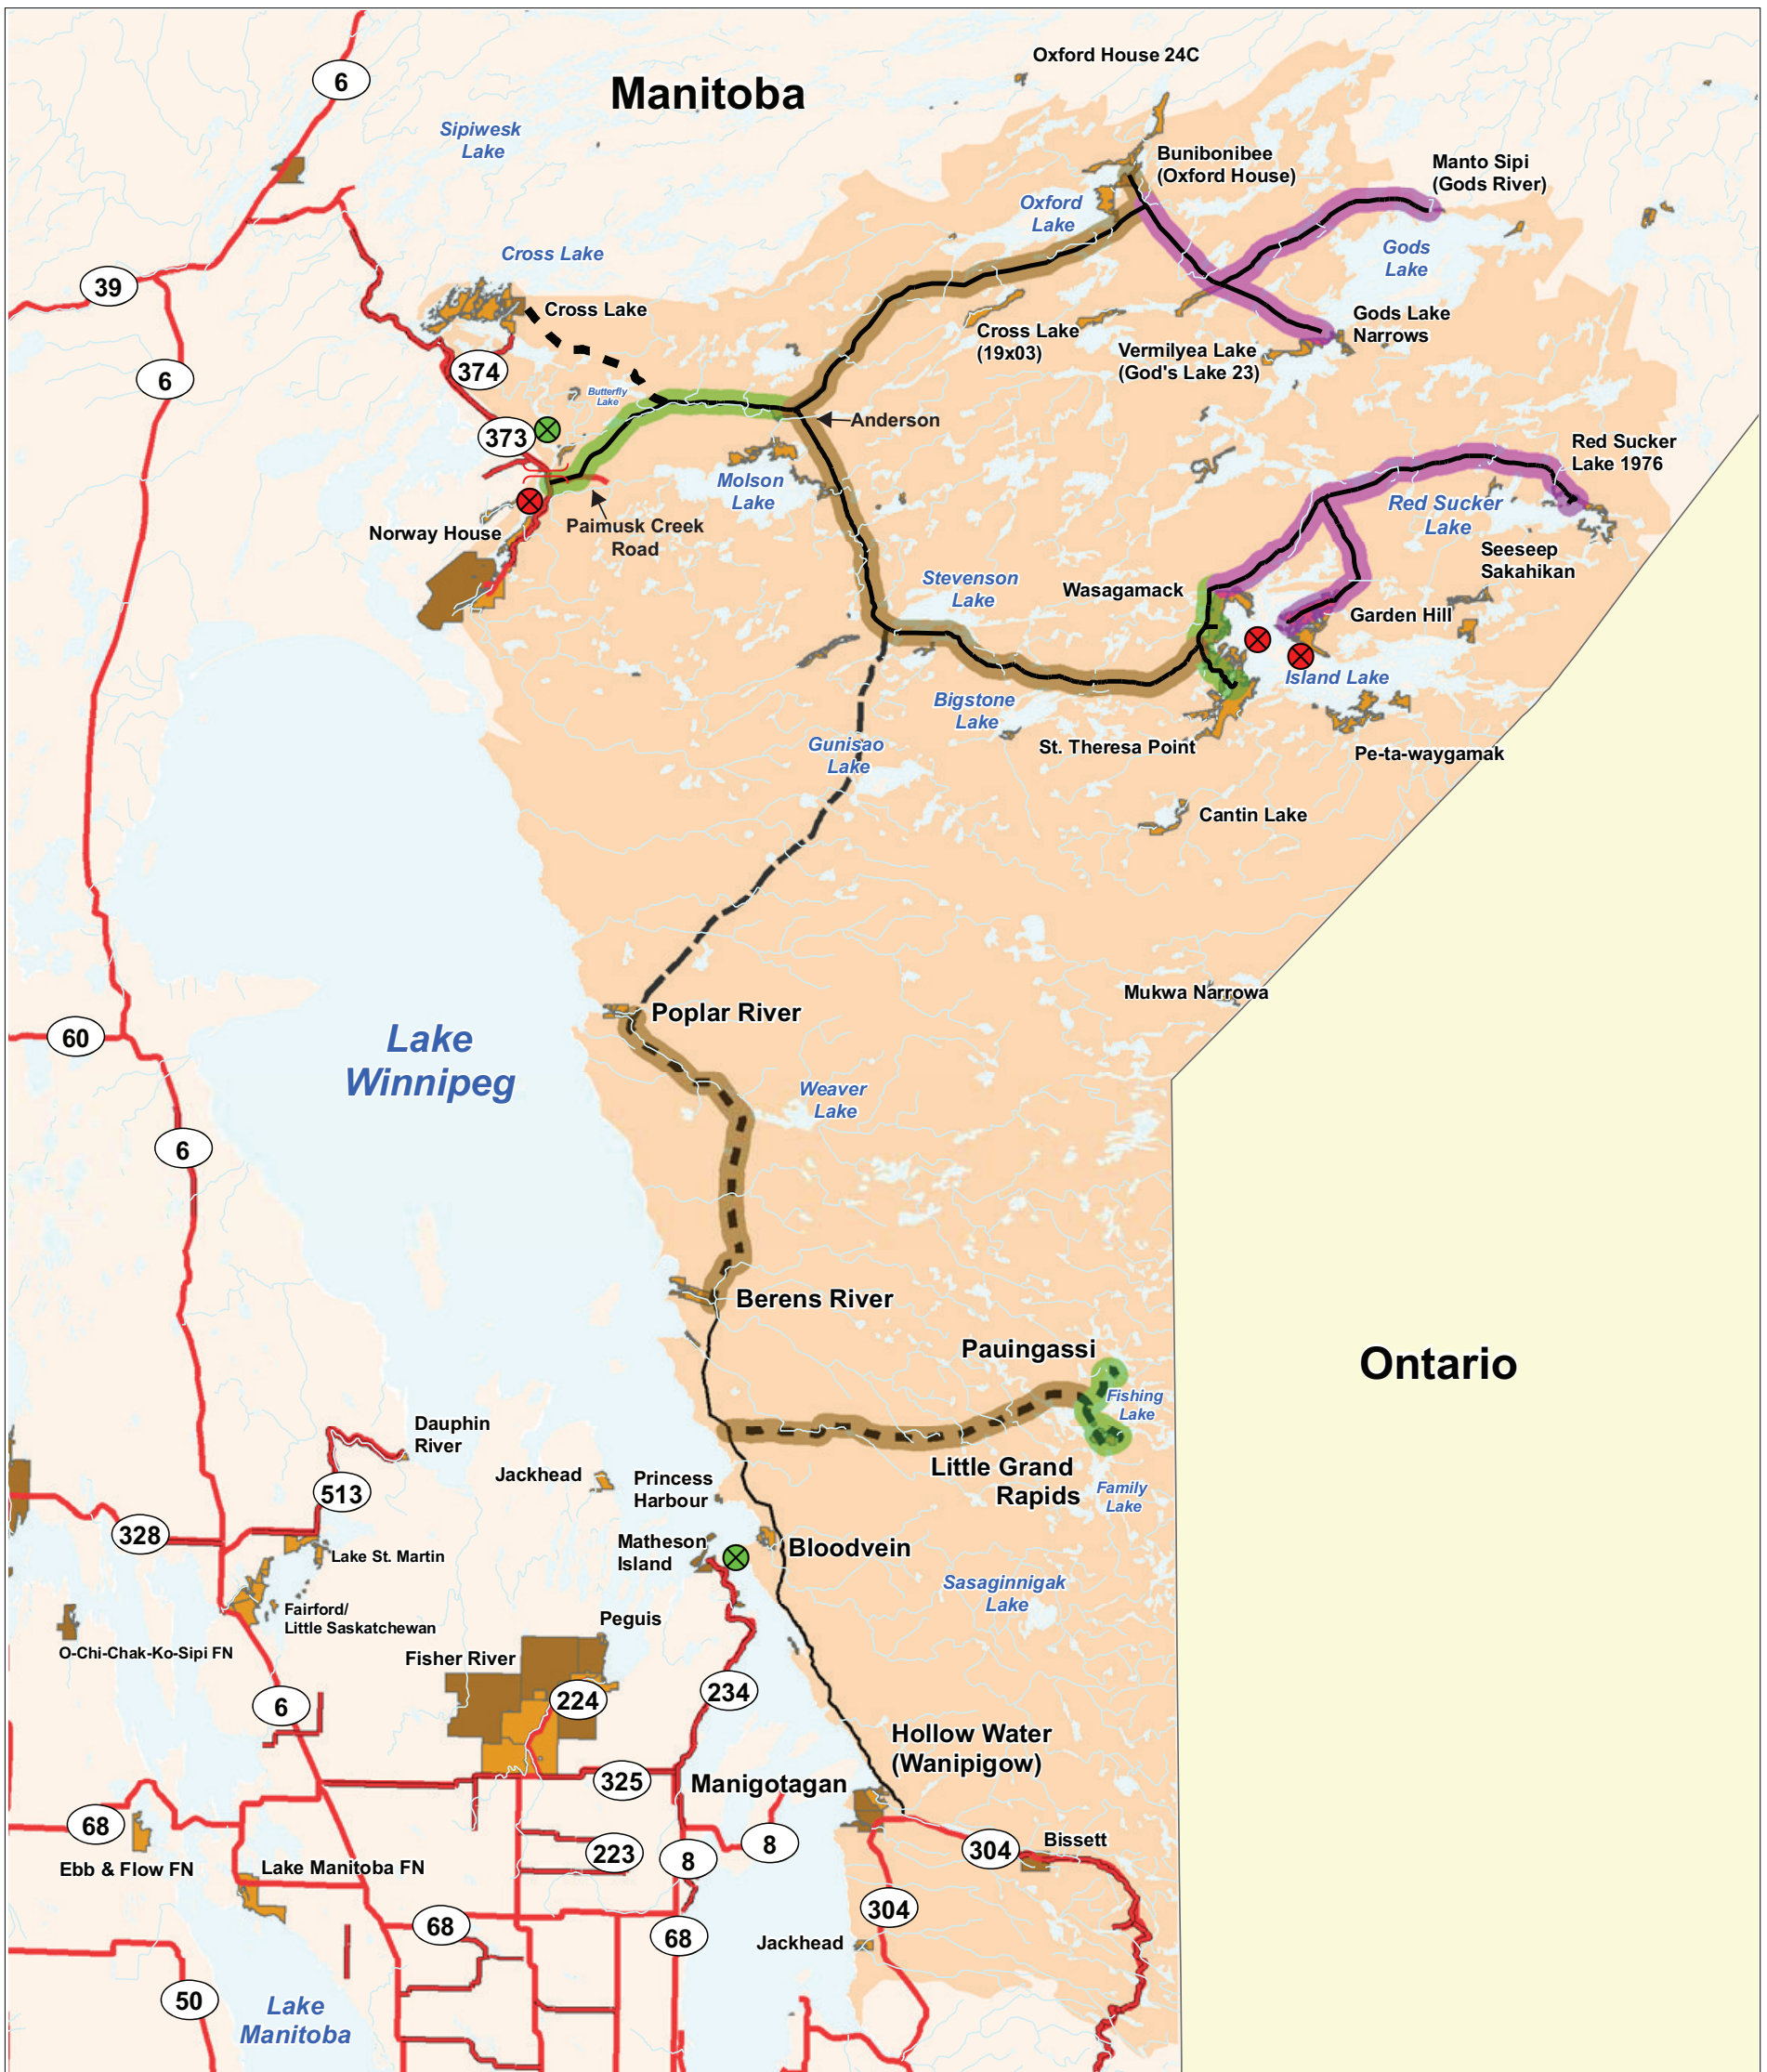 Oxford House 24C
Manitoba
6
Sipiwesk
Lake
Bunibonibee
(Oxford House)
Manto Sipi
(Gods River)
Oxford
Lake
Gods
Lake
Cross Lake
39
Cross Lake
Gods Lake
Narrows
Cross Lake
(19x03)
Vermilyea Lake
(God's Lake 23)
374
6
Butterfly
Lake
Anderson
373
Red Sucker
Lake 1976
Molson
Lake
Red Sucker
Lake
Norway House
Paimusk Creek
Road
Seeseep
Sakahikan
Stevenson
Lake
Wasagamack
Garden Hill
Island Lake
Bigstone
Lake
St. Theresa Point
Pe-ta-waygamak
Gunisao
Lake
Cantin Lake
Mukwa Narrowa
Poplar River
60
Lake
Winnipeg
Weaver
Lake
6
Berens River
Pauingassi
Ontario
Fishing
Lake
Dauphin
River
Little Grand
Rapids
Family
Lake
Jackhead
Princess
Harbour
513
328
Matheson
Island
Bloodvein
Lake St. Martin
Sasaginnigak
Lake
Fairford/
Little Saskatchewan
Peguis
O-Chi-Chak-Ko-Sipi FN
Fisher River
224
234
6
Hollow Water
(Wanipigow)
325
Manigotagan
68
8
304
Bissett
223
8
Ebb & Flow FN
Lake Manitoba FN
304
68
68
Jackhead
50
Lake
Manitoba